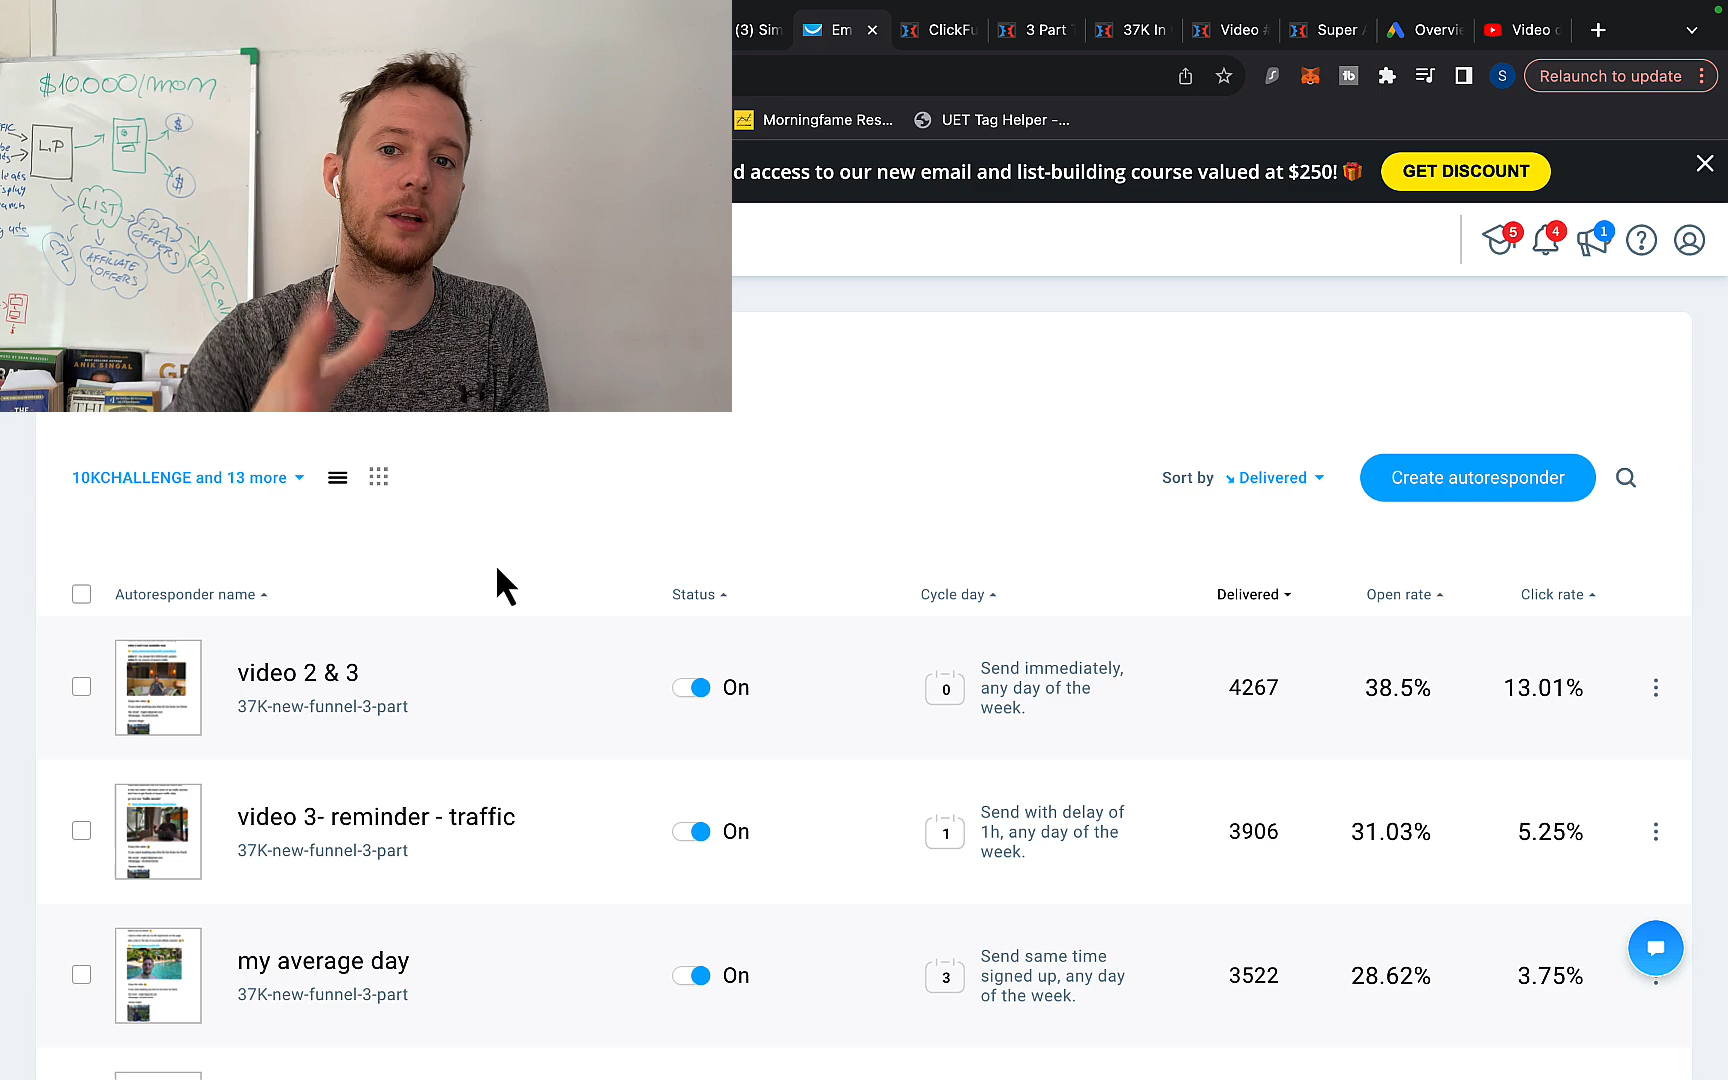 $10.000/mom
L.P
$
$
LIST
CPA
OFFERS
CPL
AFFILIATE
OFFERS
ANIK SINGAL
THE
(3) Sim
Em
ClickFu
3 Part
37K In
Video #
Super
Overvie
Video
S
Relaunch to update
Morningfame Res...
UET Tag Helper -...
d access to our new email and list-building course valued at $250!
GET DISCOUNT
5
4
1
10KCHALLENGE and 13 more
Sort by
Delivered
Create autoresponder
Autoresponder name
Status
Cycle day
Delivered
Open rate
Click rate
video 2 & 3
37K-new-funnel-3-part
On
0
Send immediately,
any day of the
week.
4267
38.5%
13.01%
video 3- reminder - traffic
37K-new-funnel-3-part
On
1
Send with delay of
1h, any day of the
week.
3906
31.03%
5.25%
my average day
37K-new-funnel-3-part
On
3
Send same time
signed up, any day
of the week.
3522
28.62%
3.75%